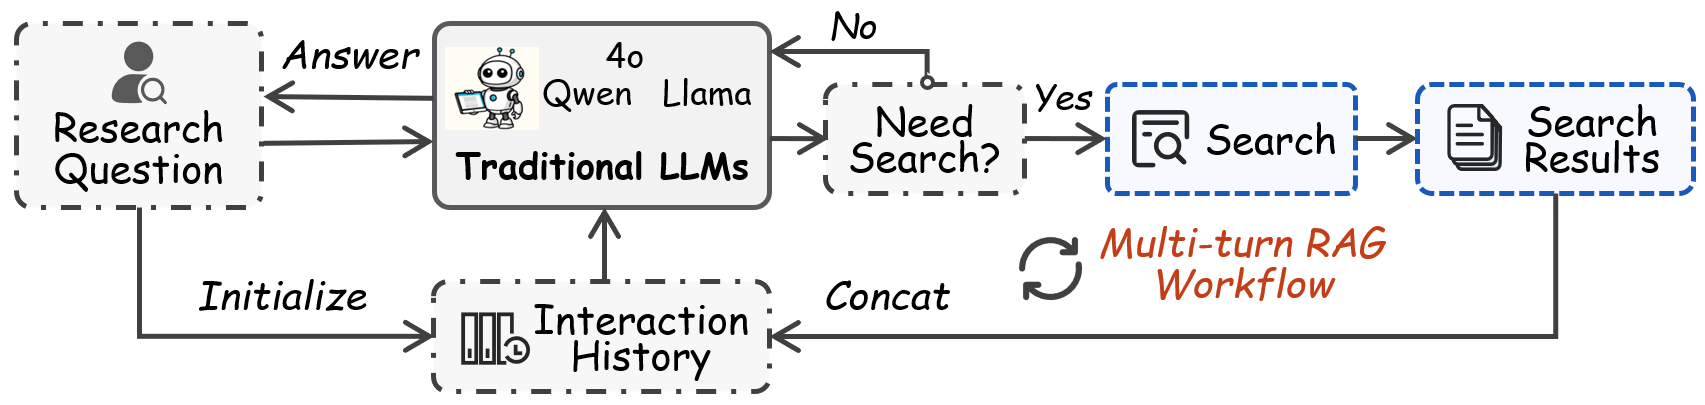 Research
Question
Answer
4o
Qwen Llama
Traditional LLMs
No
Need
Search?
Yes
Search
Search
Results
Multi-turn RAG
Workflow
Initialize
Interaction
History
Concat